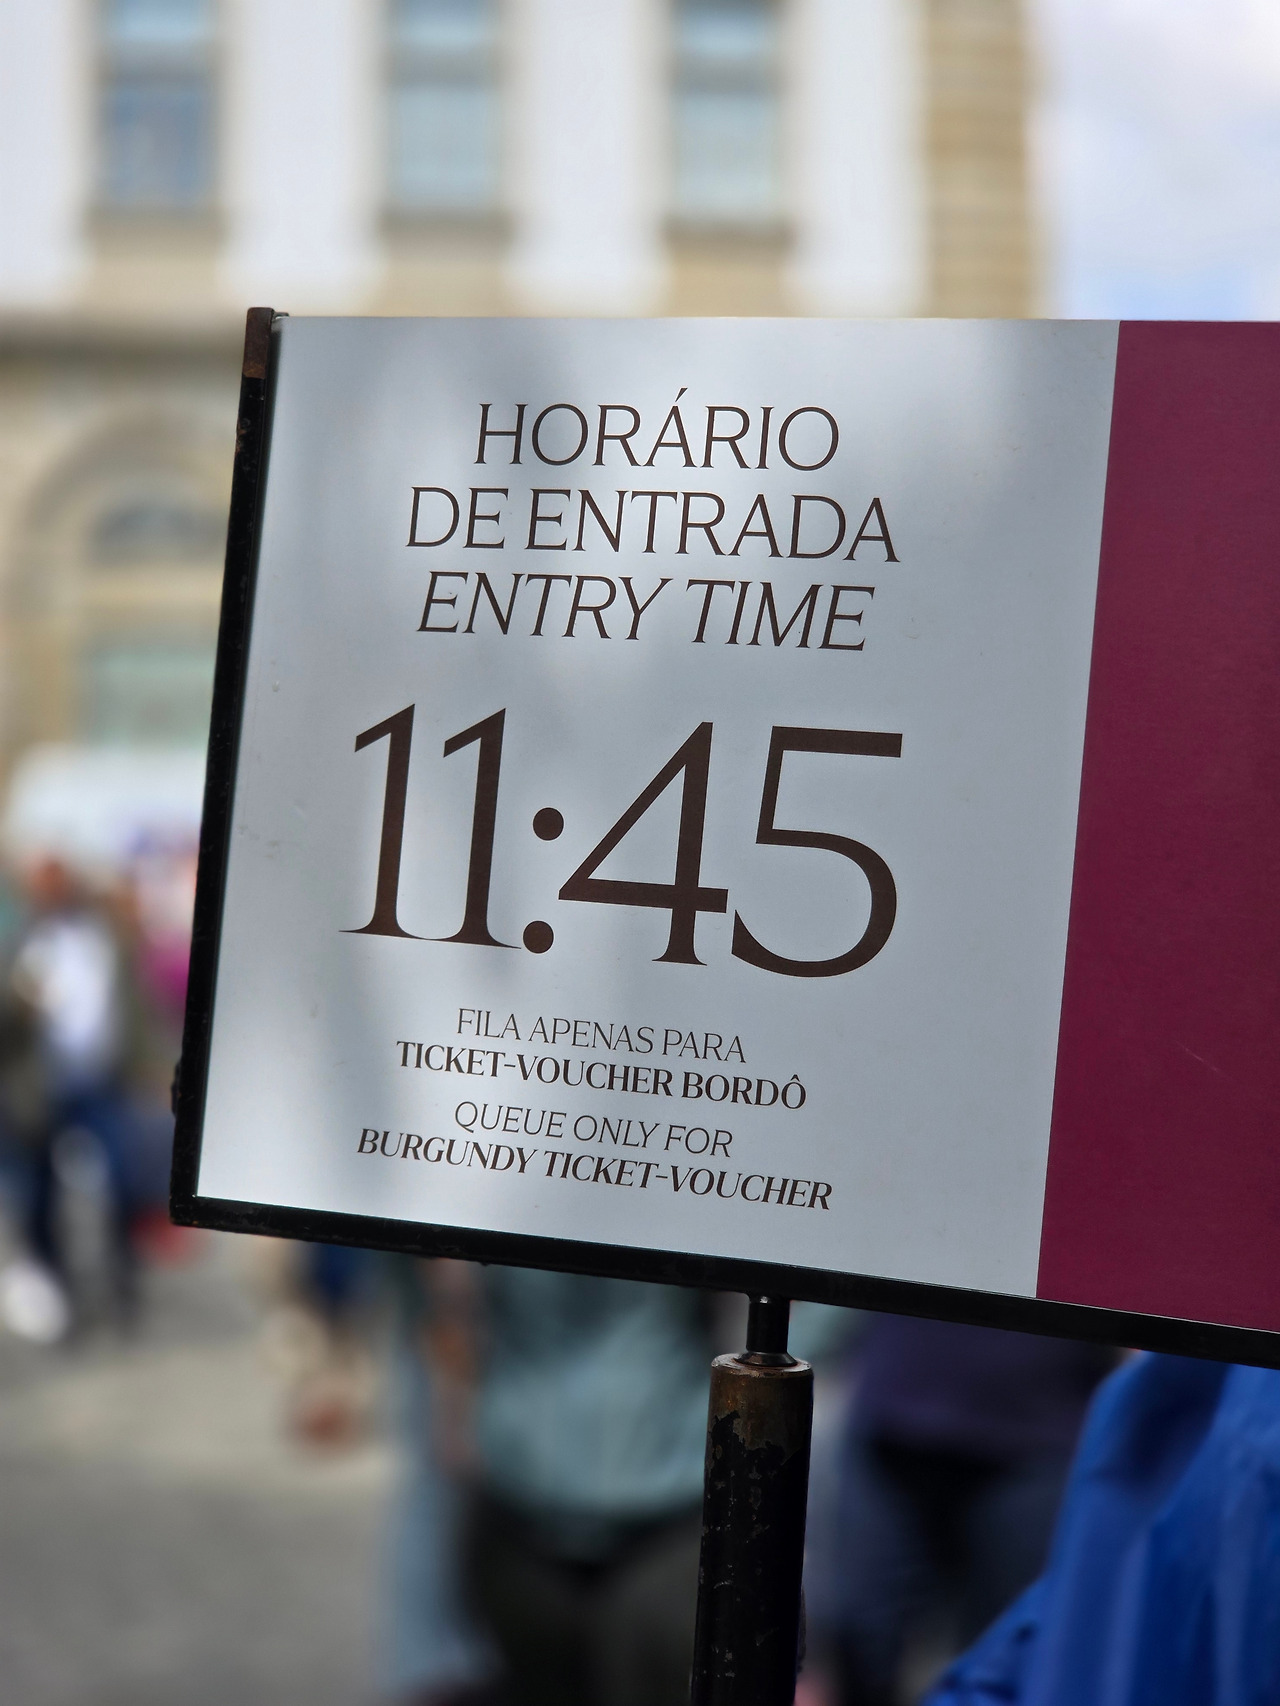 HORÁRIO
DE ENTRADA
ENTRY TIME
11:45
FILA APENAS PARA
TICKET-VOUCHER BORDÔ
QUEUE ONLY FOR
BURGUNDY TICKET-VOUCHER